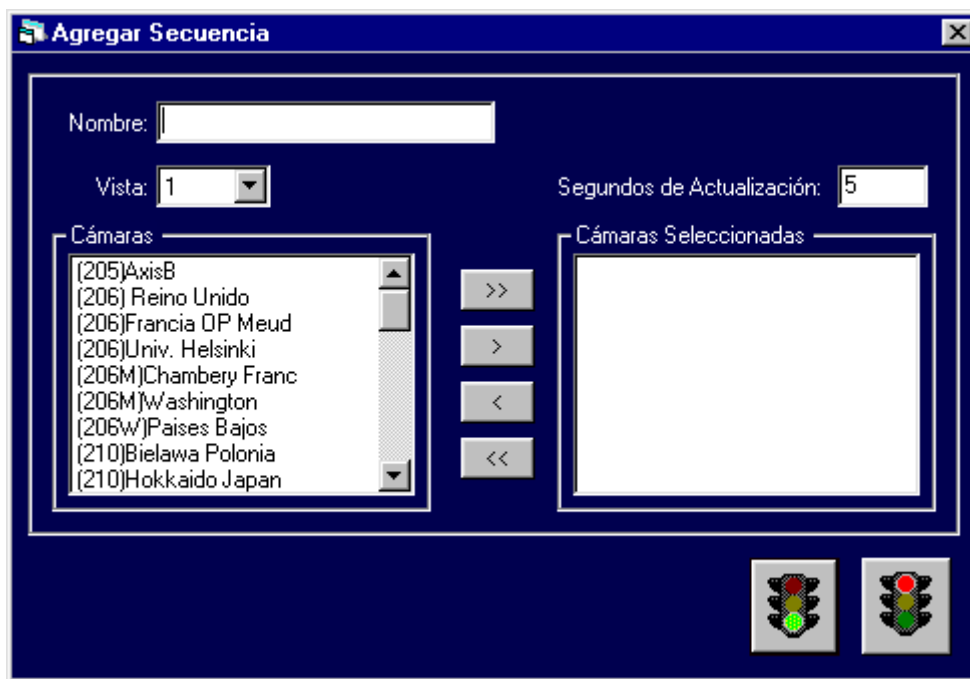 Agregar Secuencia
Nombre:
Vista: 1
Segundos de Actualización: 5
Cámaras
(205)AxisB
(206) Reino Unido
(206)Francia OP Meud
(206)Univ. Helsinki
(206M)Chambery Franc
(206M)Washington
(206W)Paises Bajos
(210)Bielawa Polonia
(210)Hokkaido Japan
>>
>
<
<<
Cámaras Seleccionadas